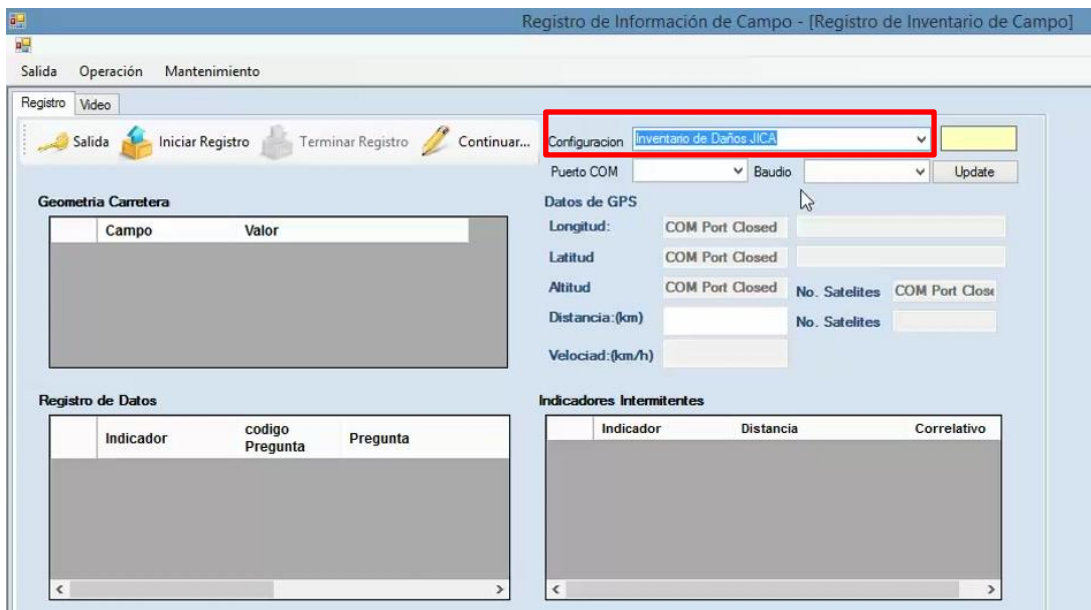 Registro de Información de Campo - [Registro de Inventario de Campo]
Salida Operación Mantenimiento
Registro Video
Salida Iniciar Registro Terminar Registro Continuar...
Configuracion Inventario de Daños JICA
Puerto COM Baudio Update
Geometria Carretera
Campo Valor
Datos de GPS
Longitud: COM Port Closed
Latitud COM Port Closed
Altitud COM Port Closed No. Satelites COM Port Close
Distancia:(km) No. Satelites
Velociad:(km/h)
Registro de Datos
Indicador codigo Pregunta Pregunta
Indicadores Intermitentes
Indicador Distancia Correlativo